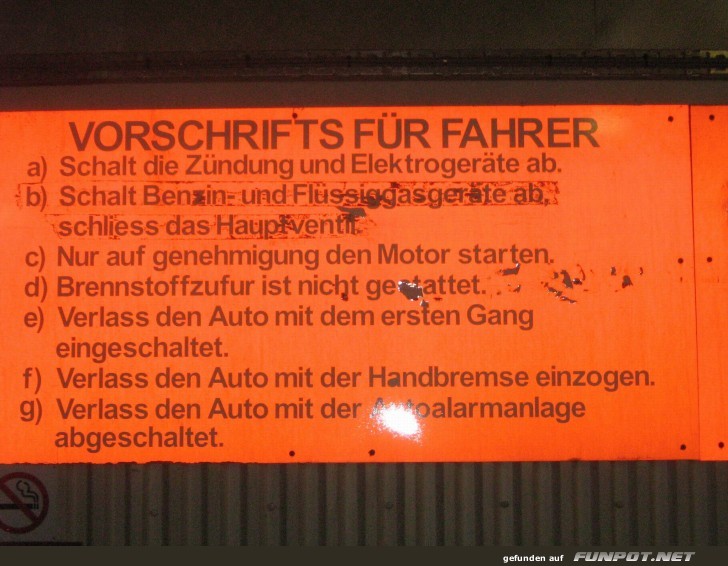 VORSCHRIFTS FÜR FAHRER
a) Schalt die Zündung und Elektrogeräte ab.
b) Schalt Benzin- und Flüssiggasgeräte ab,
schliess das Hauptventil.
c) Nur auf genehmigung den Motor starten.
d) Brennstoffzufur ist nicht gestattet.
e) Verlass den Auto mit dem ersten Gang
eingeschaltet.
f) Verlass den Auto mit der Handbremse einzogen.
g) Verlass den Auto mit der Autoalarmanlage
abgeschaltet.
gefunden auf FUNPOT.NET